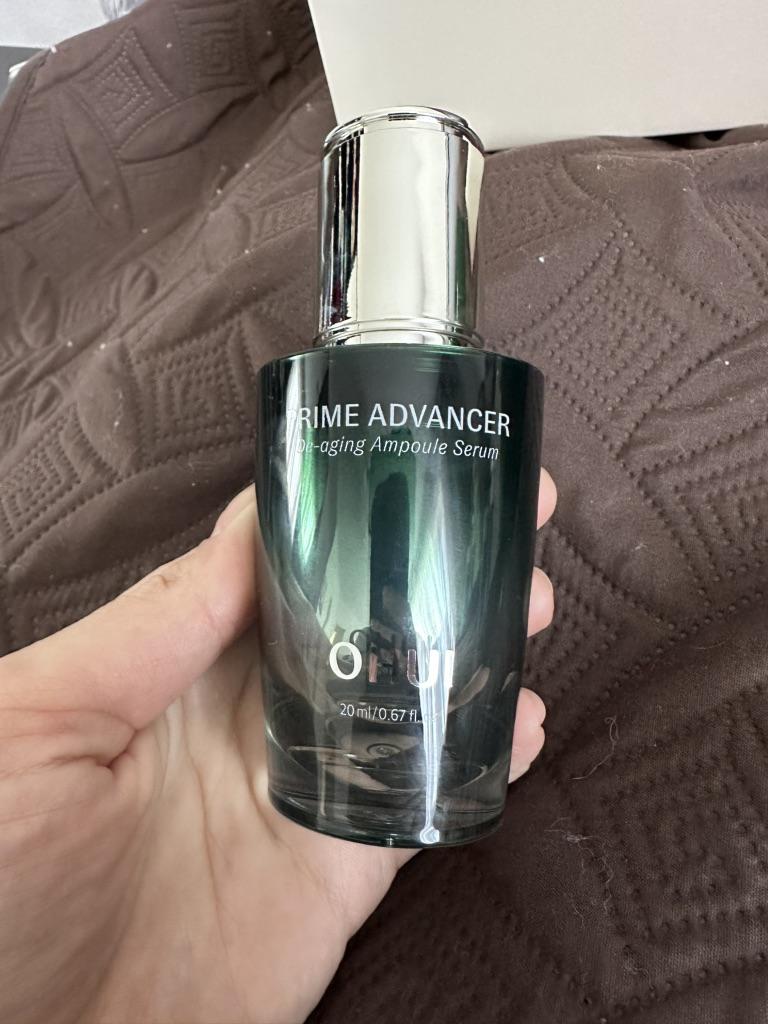 PRIME ADVANCER
De-aging Ampoule Serum
OHUI
20 ml/0.67 fl.